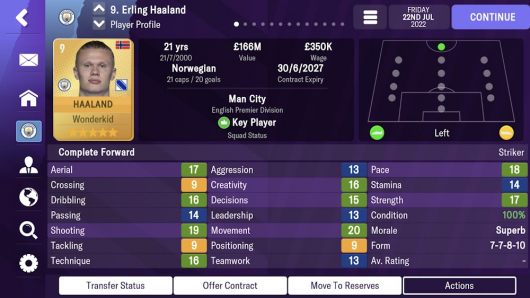 9. Erling Haaland
Player Profile
FRIDAY
22ND JUL
2022
CONTINUE
9
HAALAND
Wonderkid
21 yrs
21/7/2000
£166M
Value
£350K
Wage
Norwegian
21 caps / 20 goals
30/6/2027
Contract Expiry
Man City
English Premier Division
Key Player
Squad Status
Left
Complete Forward
Striker
Aerial 17 Aggression 13 Pace 18
Crossing 9 Creativity 16 Stamina 14
Dribbling 16 Decisions 15 Strength 17
Passing 14 Leadership 13 Condition 100%
Shooting 19 Movement 20 Morale Superb
Tackling 9 Positioning 9 Form 7-7-8-10
Technique 16 Teamwork 13 Av. Rating -
Transfer Status
Offer Contract
Move To Reserves
Actions